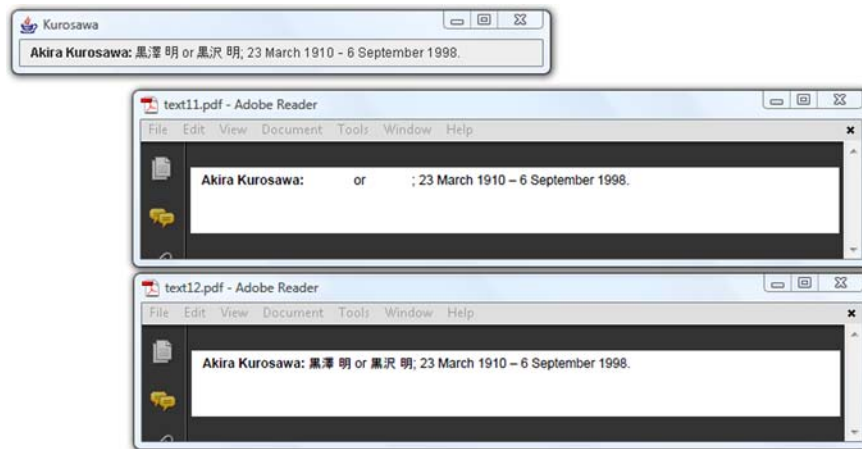 Kurosawa
Akira Kurosawa: 黒澤 明 or 黒沢 明; 23 March 1910 - 6 September 1998.
text11.pdf - Adobe Reader
File Edit View Document Tools Window Help
Akira Kurosawa: or ; 23 March 1910 – 6 September 1998.
text12.pdf - Adobe Reader
File Edit View Document Tools Window Help
Akira Kurosawa: 黒澤 明 or 黒沢 明; 23 March 1910 – 6 September 1998.